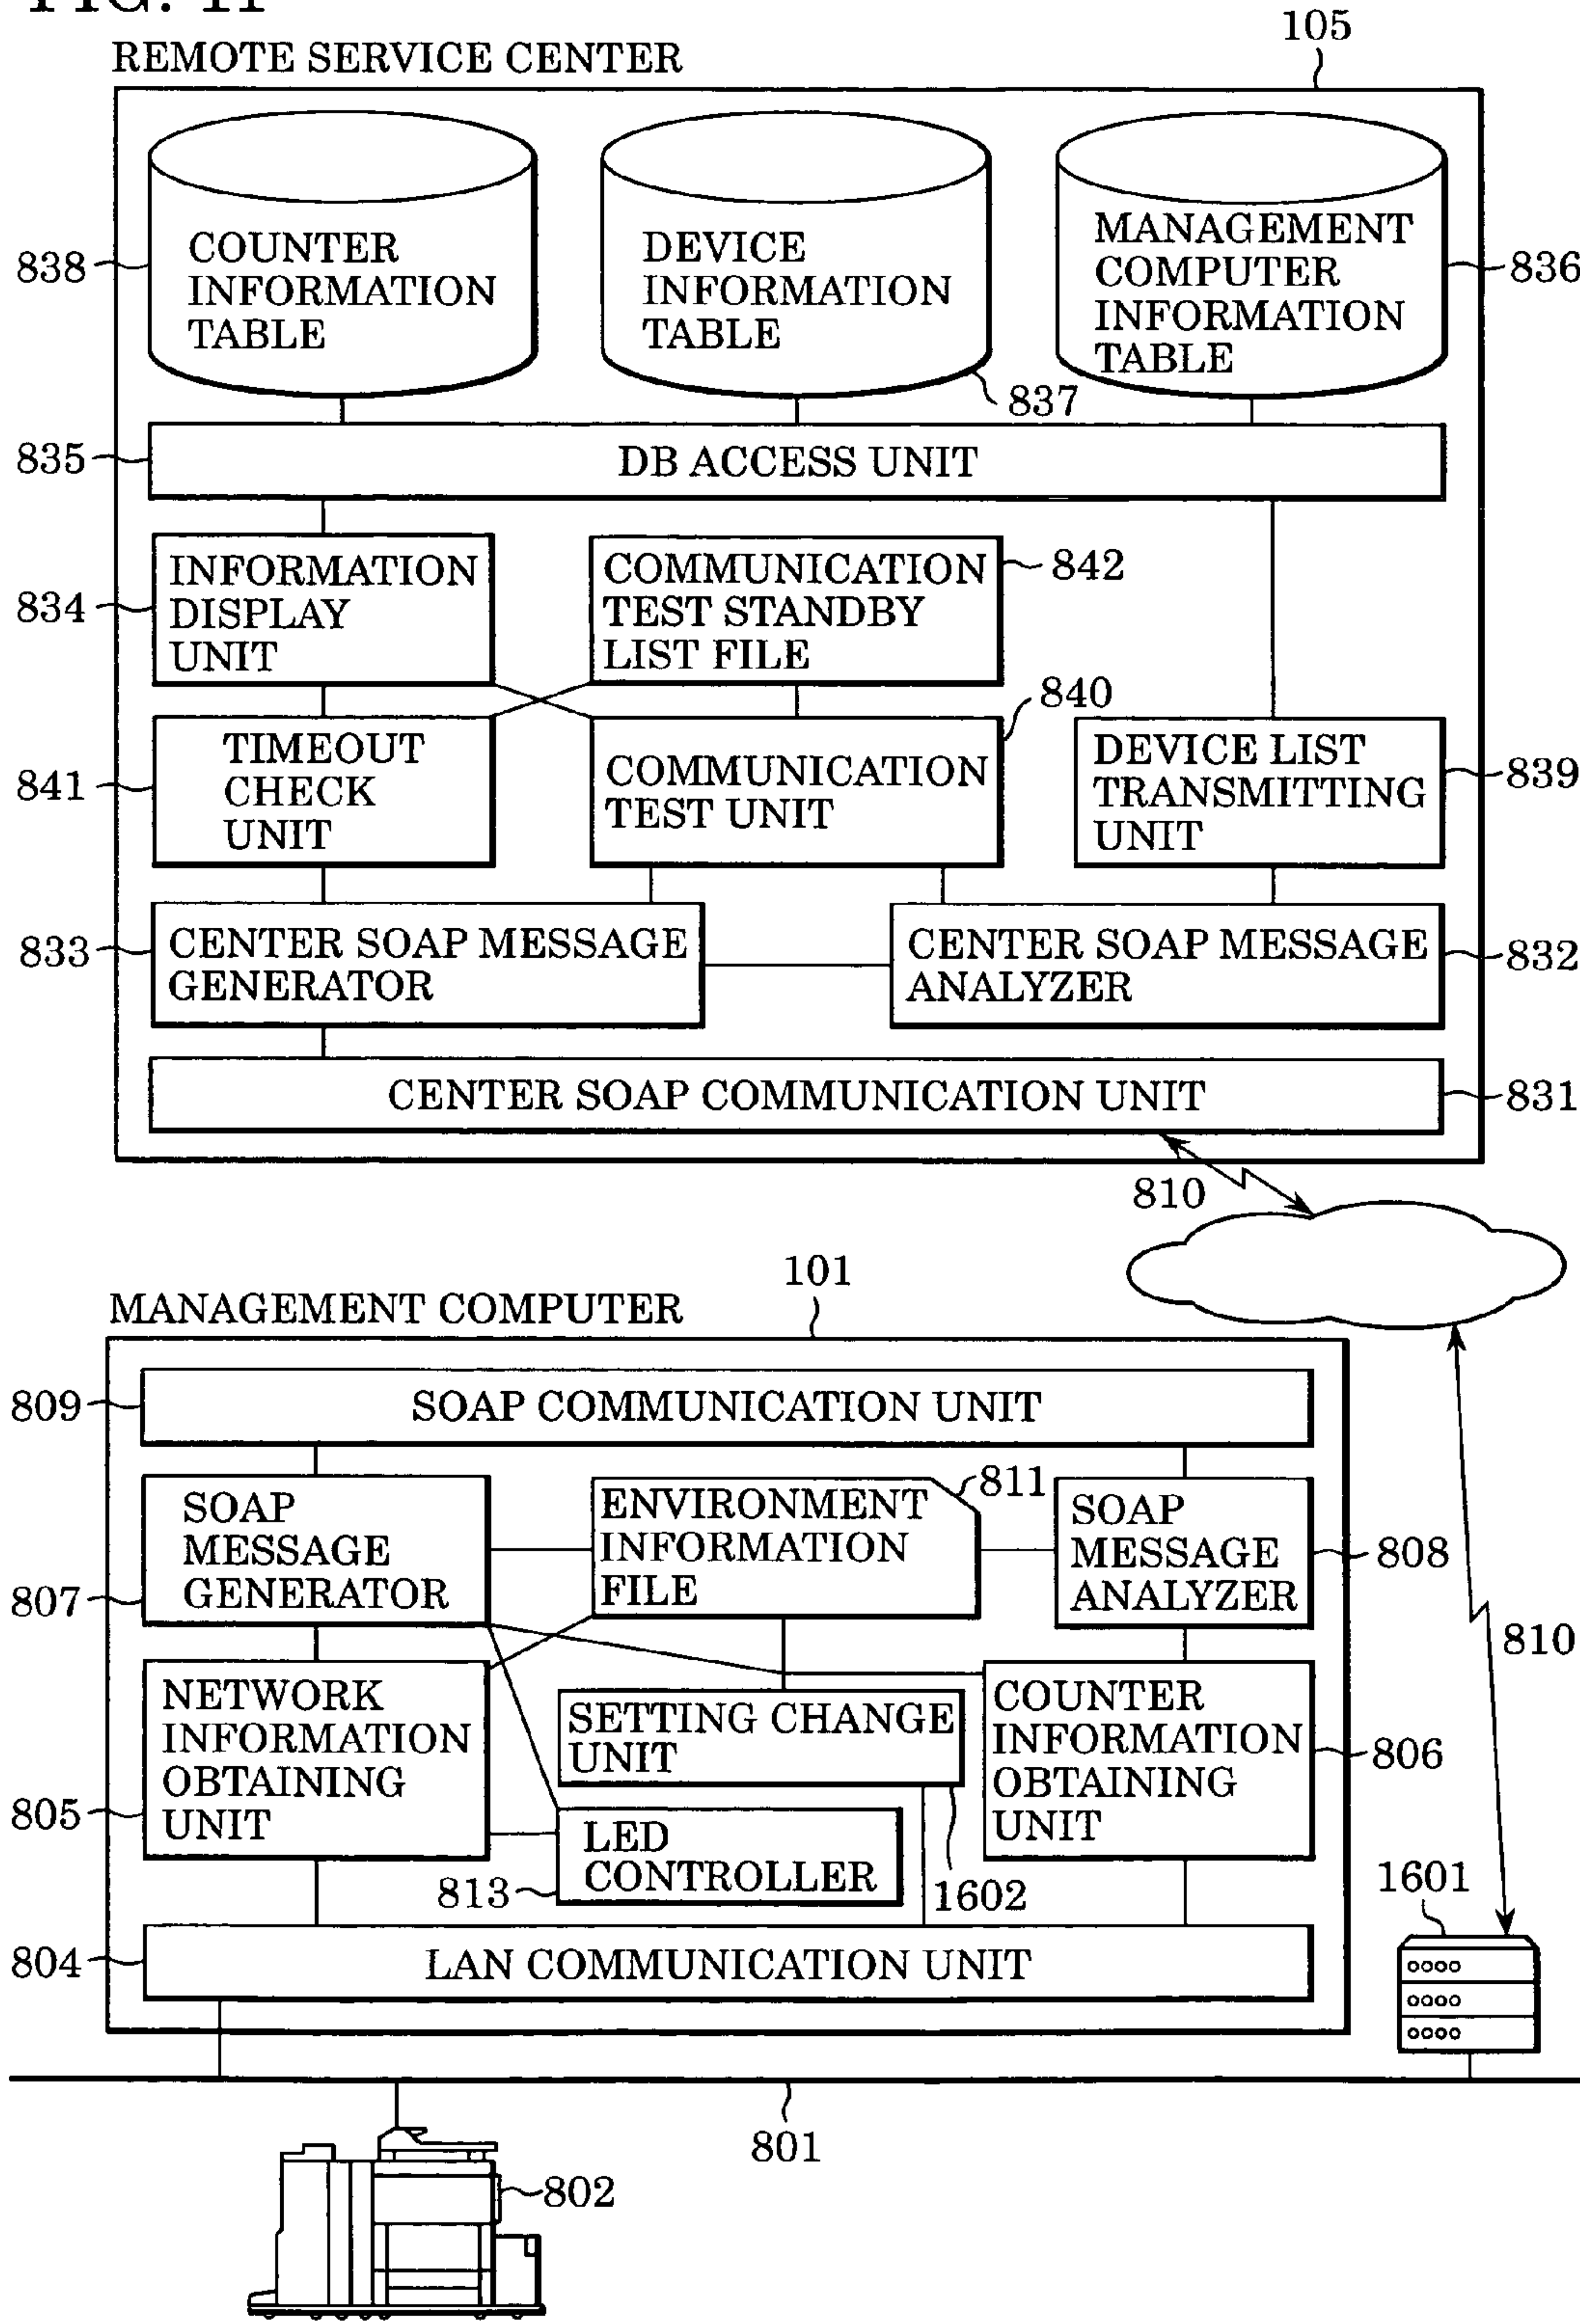 FIG. 11
REMOTE SERVICE CENTER
105
838
COUNTER
INFORMATION
TABLE
DEVICE
INFORMATION
TABLE
837
MANAGEMENT
COMPUTER
INFORMATION
TABLE
836
835
DB ACCESS UNIT
834
INFORMATION
DISPLAY
UNIT
COMMUNICATION
TEST STANDBY
LIST FILE
842
841
TIMEOUT
CHECK
UNIT
COMMUNICATION
TEST UNIT
840
DEVICE LIST
TRANSMITTING
UNIT
839
833
CENTER SOAP MESSAGE
GENERATOR
CENTER SOAP MESSAGE
ANALYZER
832
CENTER SOAP COMMUNICATION UNIT
831
810
101
MANAGEMENT COMPUTER
809
SOAP COMMUNICATION UNIT
807
SOAP
MESSAGE
GENERATOR
ENVIRONMENT
INFORMATION
FILE
811
SOAP
MESSAGE
ANALYZER
808
810
805
NETWORK
INFORMATION
OBTAINING
UNIT
SETTING CHANGE
UNIT
1602
COUNTER
INFORMATION
OBTAINING
UNIT
806
813
LED
CONTROLLER
1601
804
LAN COMMUNICATION UNIT
801
802